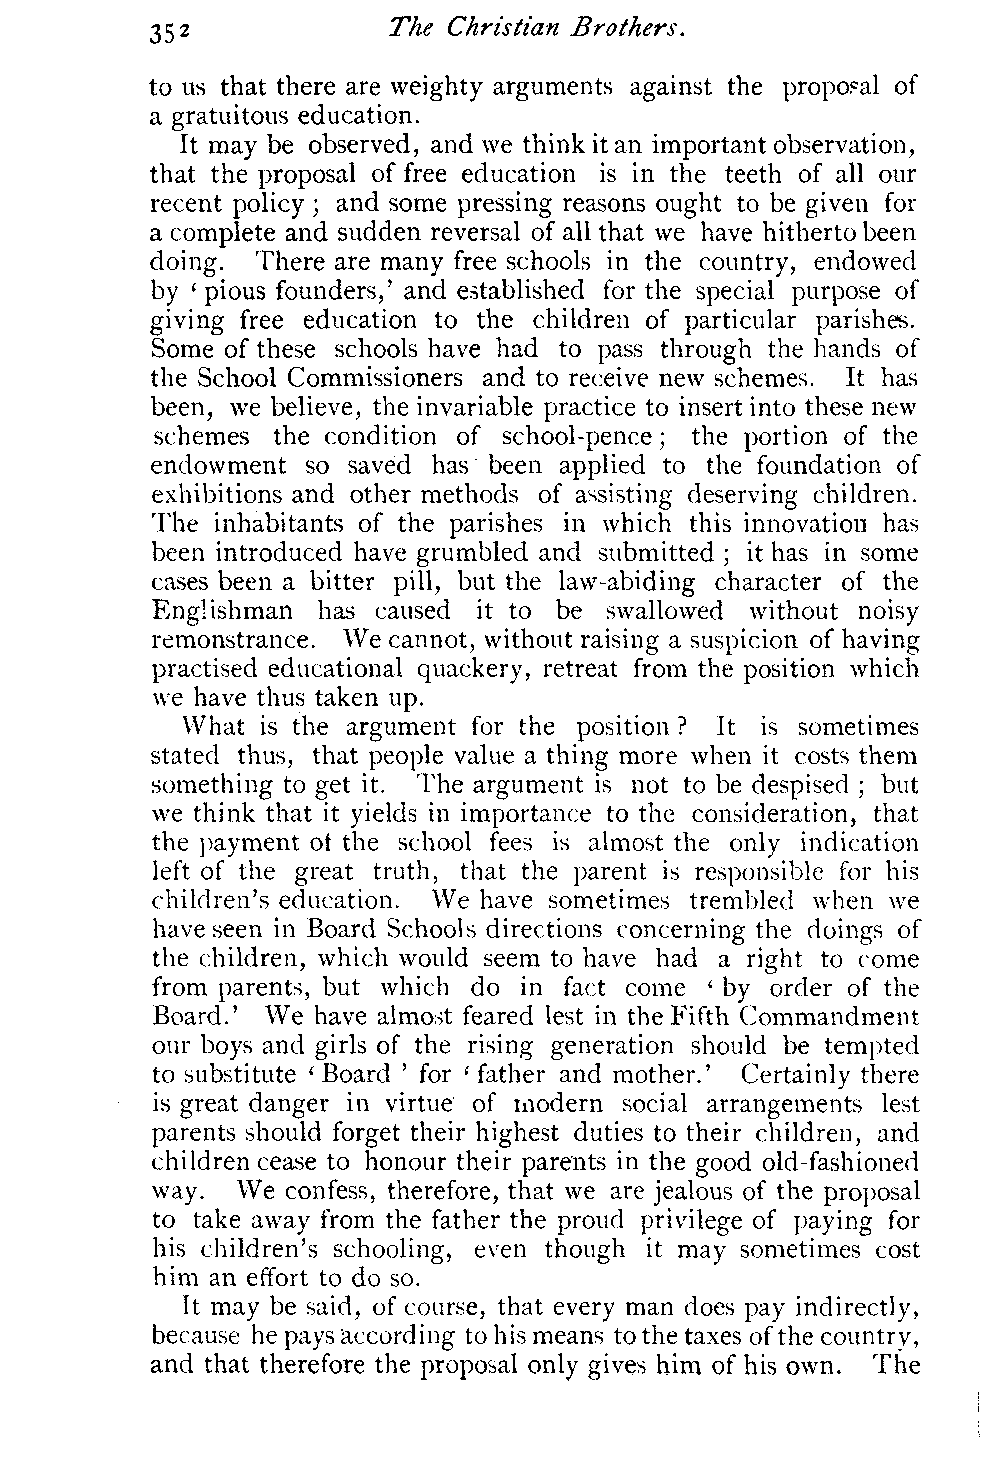 352 The Christian Brothers.
to us that there are weighty arguments against the proposal of
a gratuitous education.
It may be observed, and we think it an important observation,
that the proposal of free education is in the teeth of all our
recent policy ; and some pressing reasons ought to be given for
a complete and sudden reversal of all that we have hitherto been
doing. There are many free schools in the country, endowed
by ‘ pious founders,’ and established for the special purpose of
giving free education to the children of particular parishes.
Some of these schools have had to pass through the hands of
the School Commissioners and to receive new schemes. It has
been, we believe, the invariable practice to insert into these new
schemes the condition of school-pence ; the portion of the
endowment so saved has been applied to the foundation of
exhibitions and other methods of assisting deserving children.
The inhabitants of the parishes in which this innovation has
been introduced have grumbled and submitted ; it has in some
cases been a bitter pill, but the law-abiding character of the
Englishman has caused it to be swallowed without noisy
remonstrance. We cannot, without raising a suspicion of having
practised educational quackery, retreat from the position which
we have thus taken up.
What is the argument for the position ? It is sometimes
stated thus, that people value a thing more when it costs them
something to get it. The argument is not to be despised ; but
we think that it yields in importance to the consideration, that
the payment of the school fees is almost the only indication
left of the great truth, that the parent is responsible for his
children's education. We have sometimes trembled when we
have seen in Board Schools directions concerning the doings of
the children, which would seem to have had a right to come
from parents, but which do in fact come ‘ by order of the
Board.’ We have almost feared lest in the Fifth Commandment
our boys and girls of the rising generation should be tempted
to substitute ‘ Board ’ for ‘ father and mother.’ Certainly there
is great danger in virtue of modern social arrangements lest
parents should forget their highest duties to their children, and
children cease to honour their parents in the good old-fashioned
way. We confess, therefore, that we are jealous of the proposal
to take away from the father the proud privilege of paying for
his children's schooling, even though it may sometimes cost
him an effort to do so.
It may be said, of course, that every man does pay indirectly,
because he pays according to his means to the taxes of the country,
and that therefore the proposal only gives him of his own. The